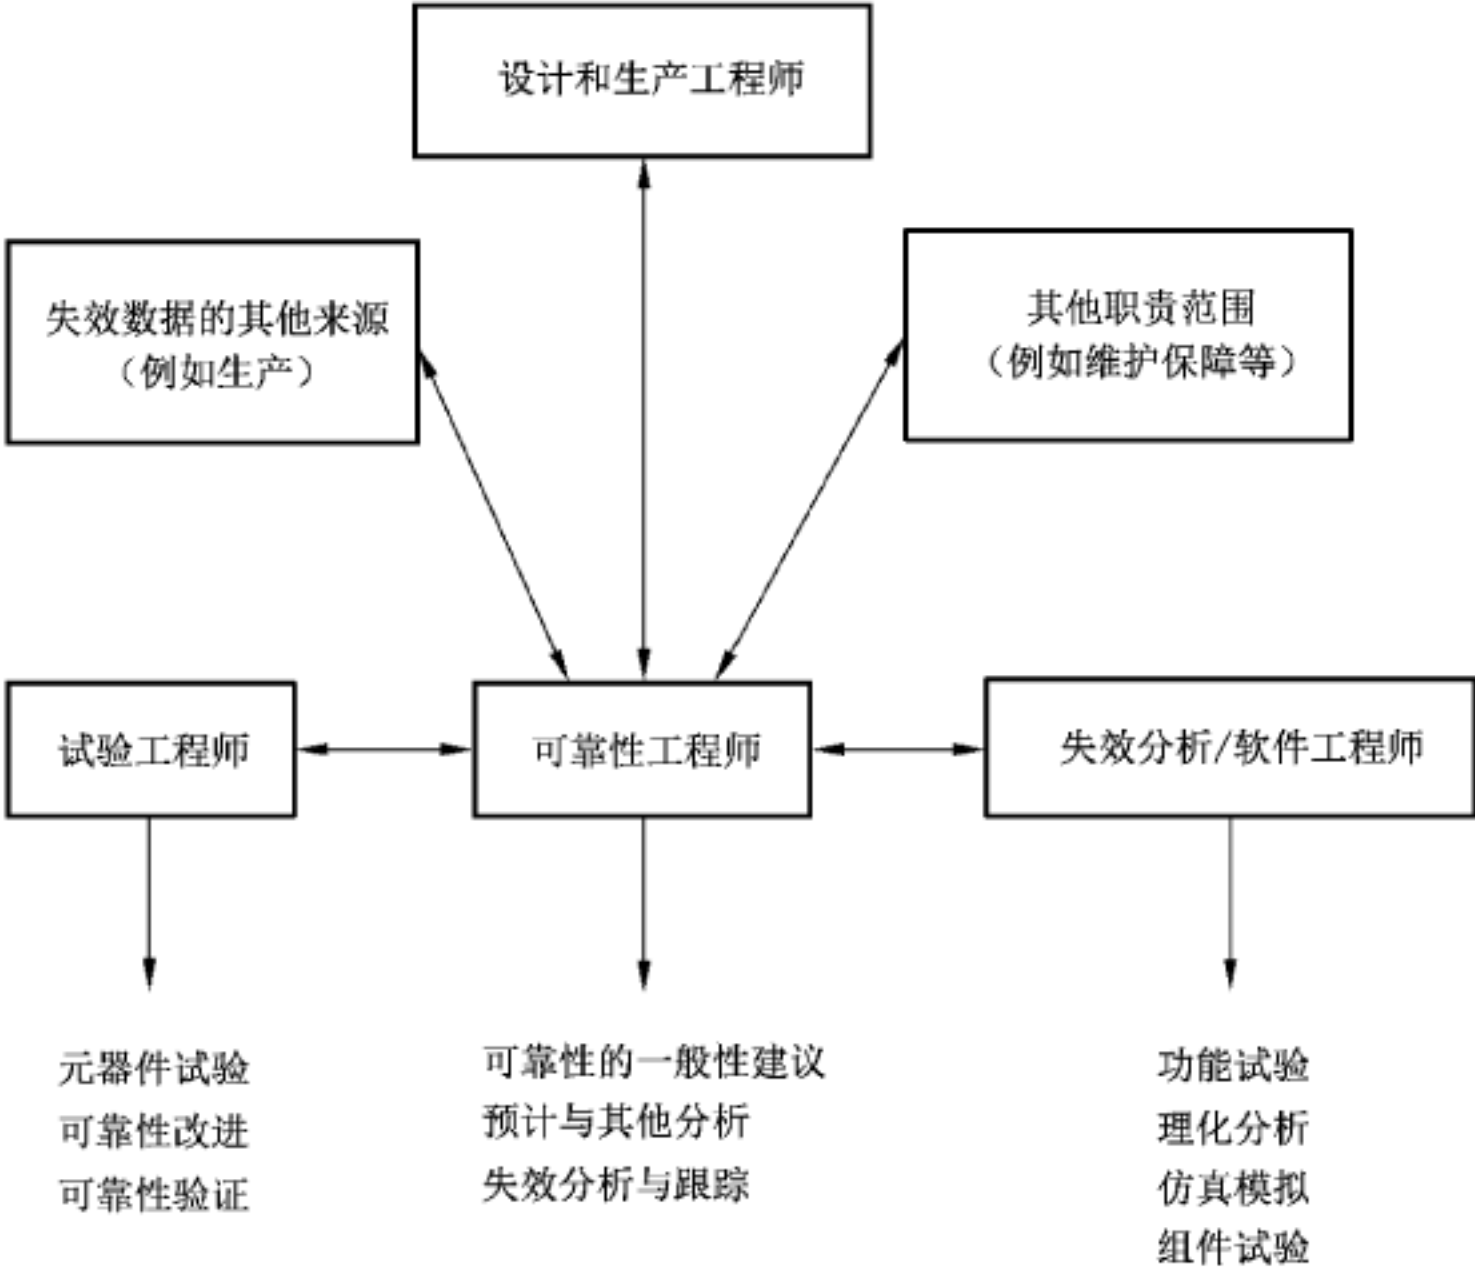 设计和生产工程师
失效数据的其他来源
（例如生产）
其他职责范围
（例如维护保障等）
试验工程师
可靠性工程师
失效分析/软件工程师
元器件试验
可靠性改进
可靠性验证
可靠性的一般性建议
预计与其他分析
失效分析与跟踪
功能试验
理化分析
仿真模拟
组件试验